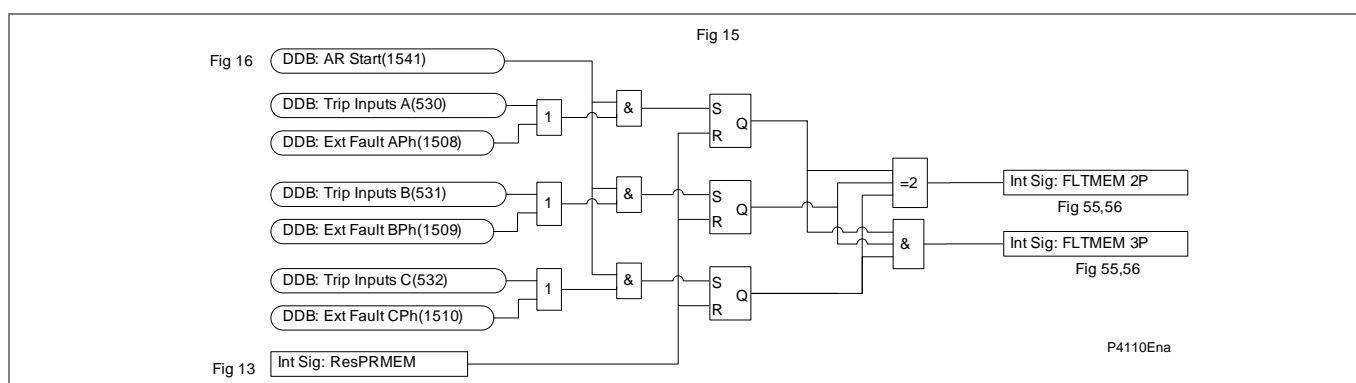 Fig 15
Fig 16
DDB: AR Start(1541)
DDB: Trip Inputs A(530)
1
&
S
R
Q
DDB: Ext Fault APh(1508)
=2
Int Sig: FLTMEM 2P
Fig 55,56
DDB: Trip Inputs B(531)
1
&
S
R
Q
DDB: Ext Fault BPh(1509)
&
Int Sig: FLTMEM 3P
Fig 55,56
DDB: Trip Inputs C(532)
1
&
S
R
Q
DDB: Ext Fault CPh(1510)
P4110Ena
Fig 13
Int Sig: ResPRMEM